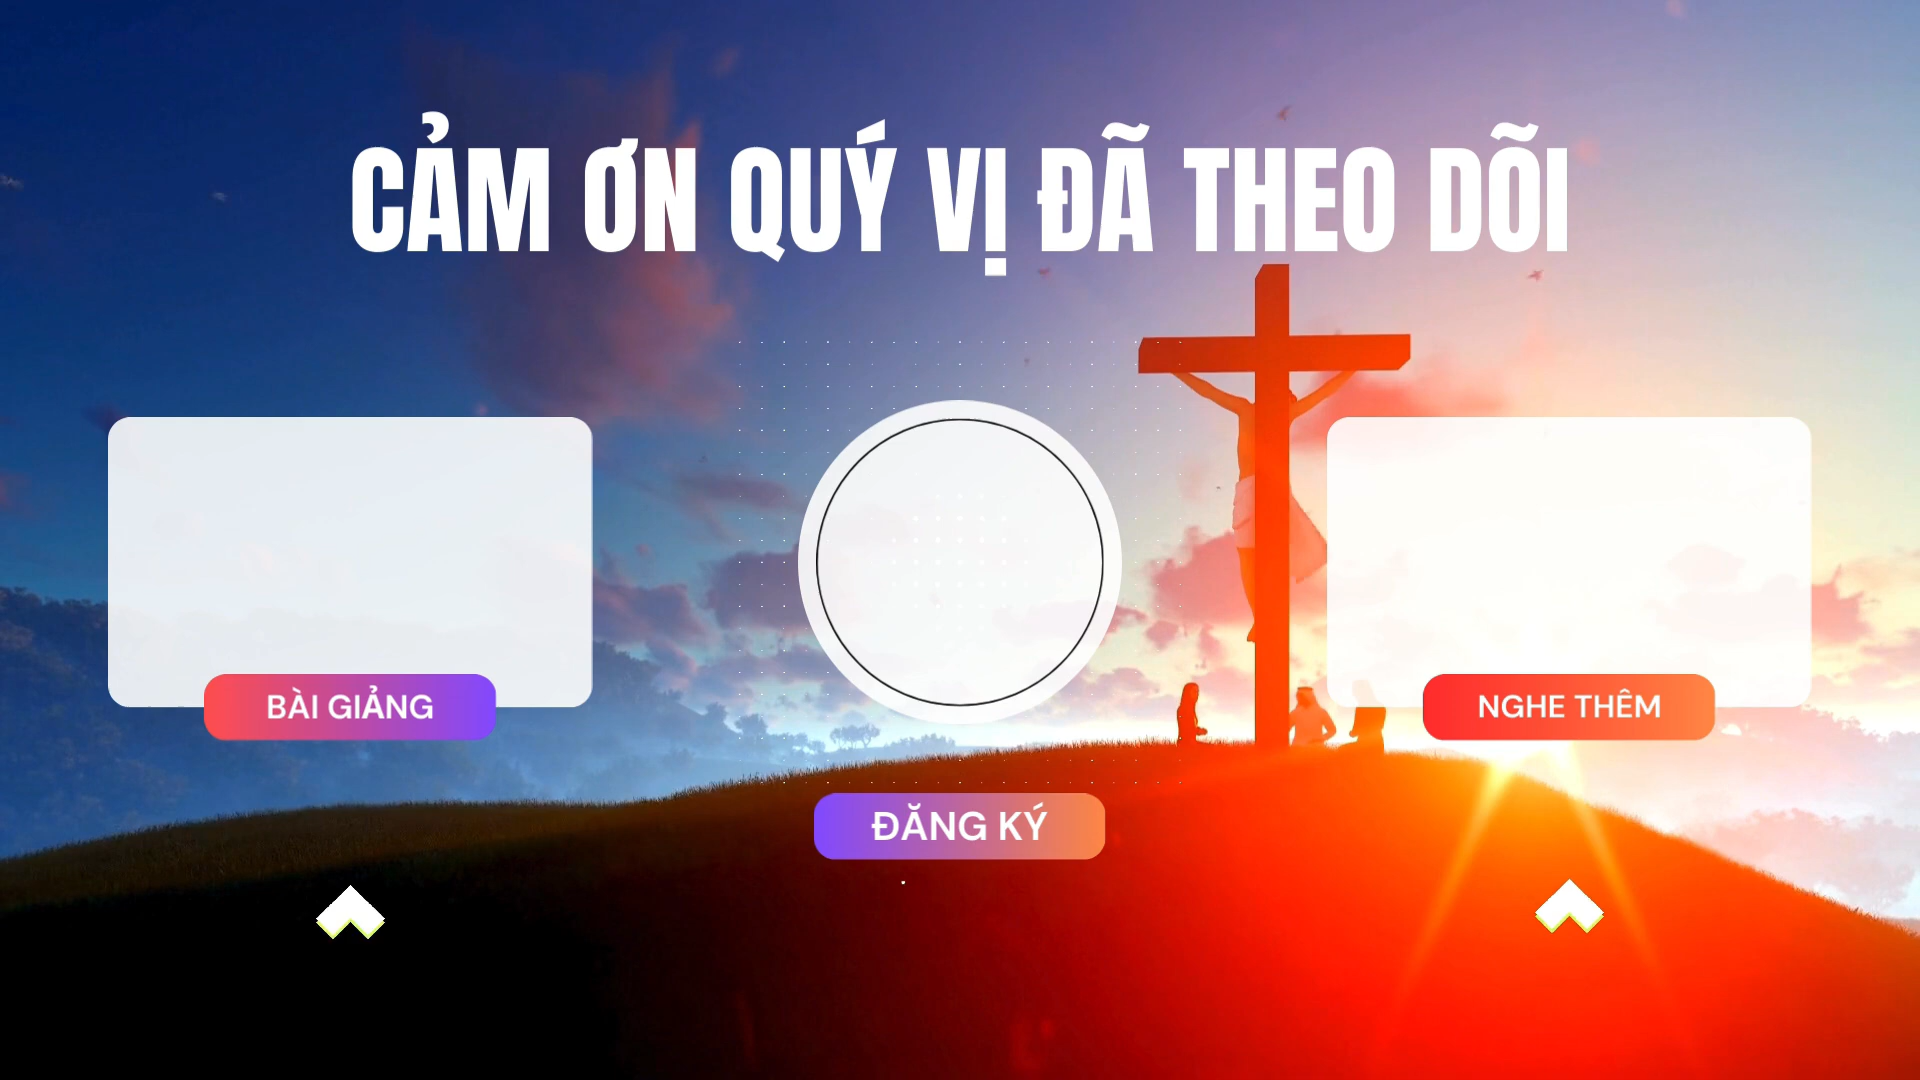 CẢM ƠN QUÝ VỊ ĐÃ THEO DÕI
BÀI GIẢNG
NGHE THÊM
ĐĂNG KÝ